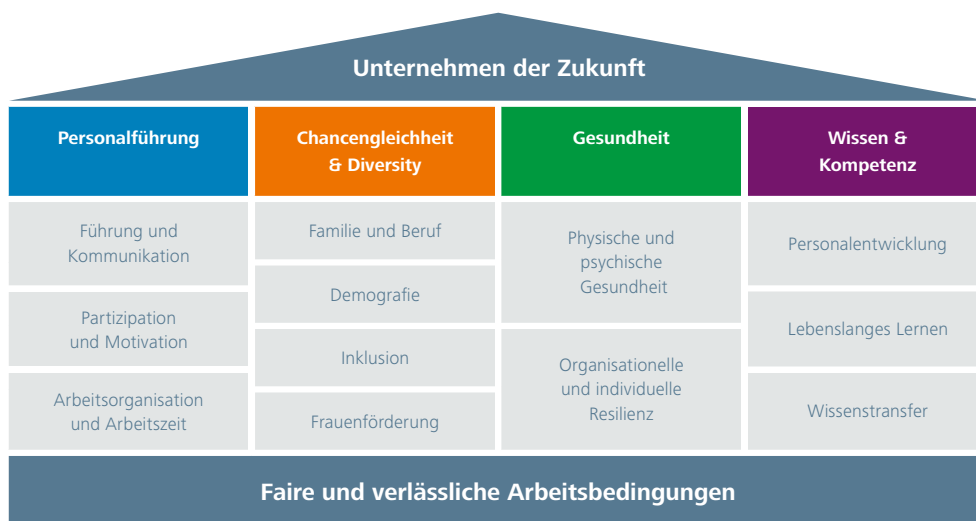 Unternehmen der Zukunft
Personalführung
Führung und
Kommunikation
Partizipation
und Motivation
Arbeitsorganisation
und Arbeitszeit
Chancengleichheit
& Diversity
Familie und Beruf
Demografie
Inklusion
Frauenförderung
Gesundheit
Physische und
psychische
Gesundheit
Organisationelle
und individuelle
Resilienz
Wissen &
Kompetenz
Personalentwicklung
Lebenslanges Lernen
Wissenstransfer
Faire und verlässliche Arbeitsbedingungen